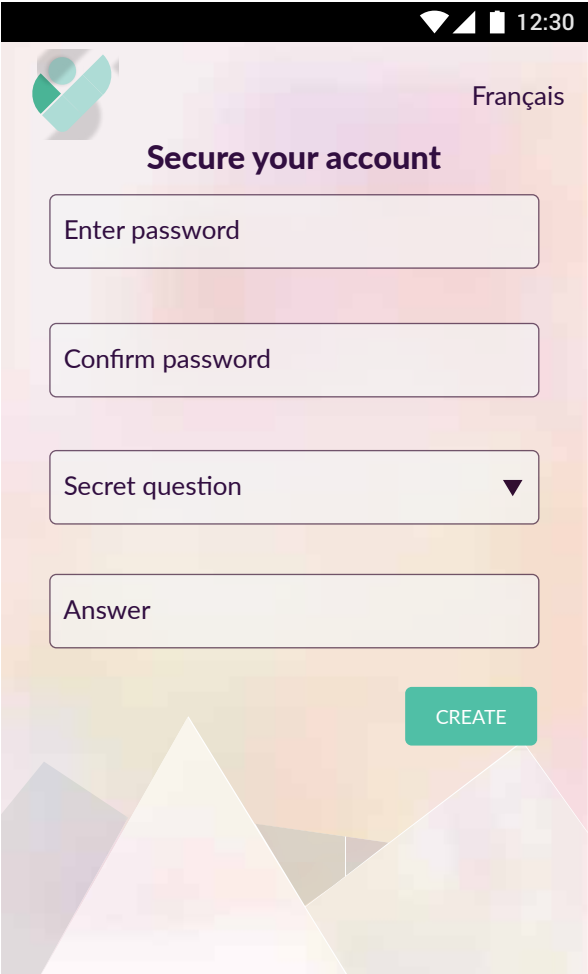 12:30
Français
Secure your account
Enter password
Confirm password
Secret question
Answer
CREATE